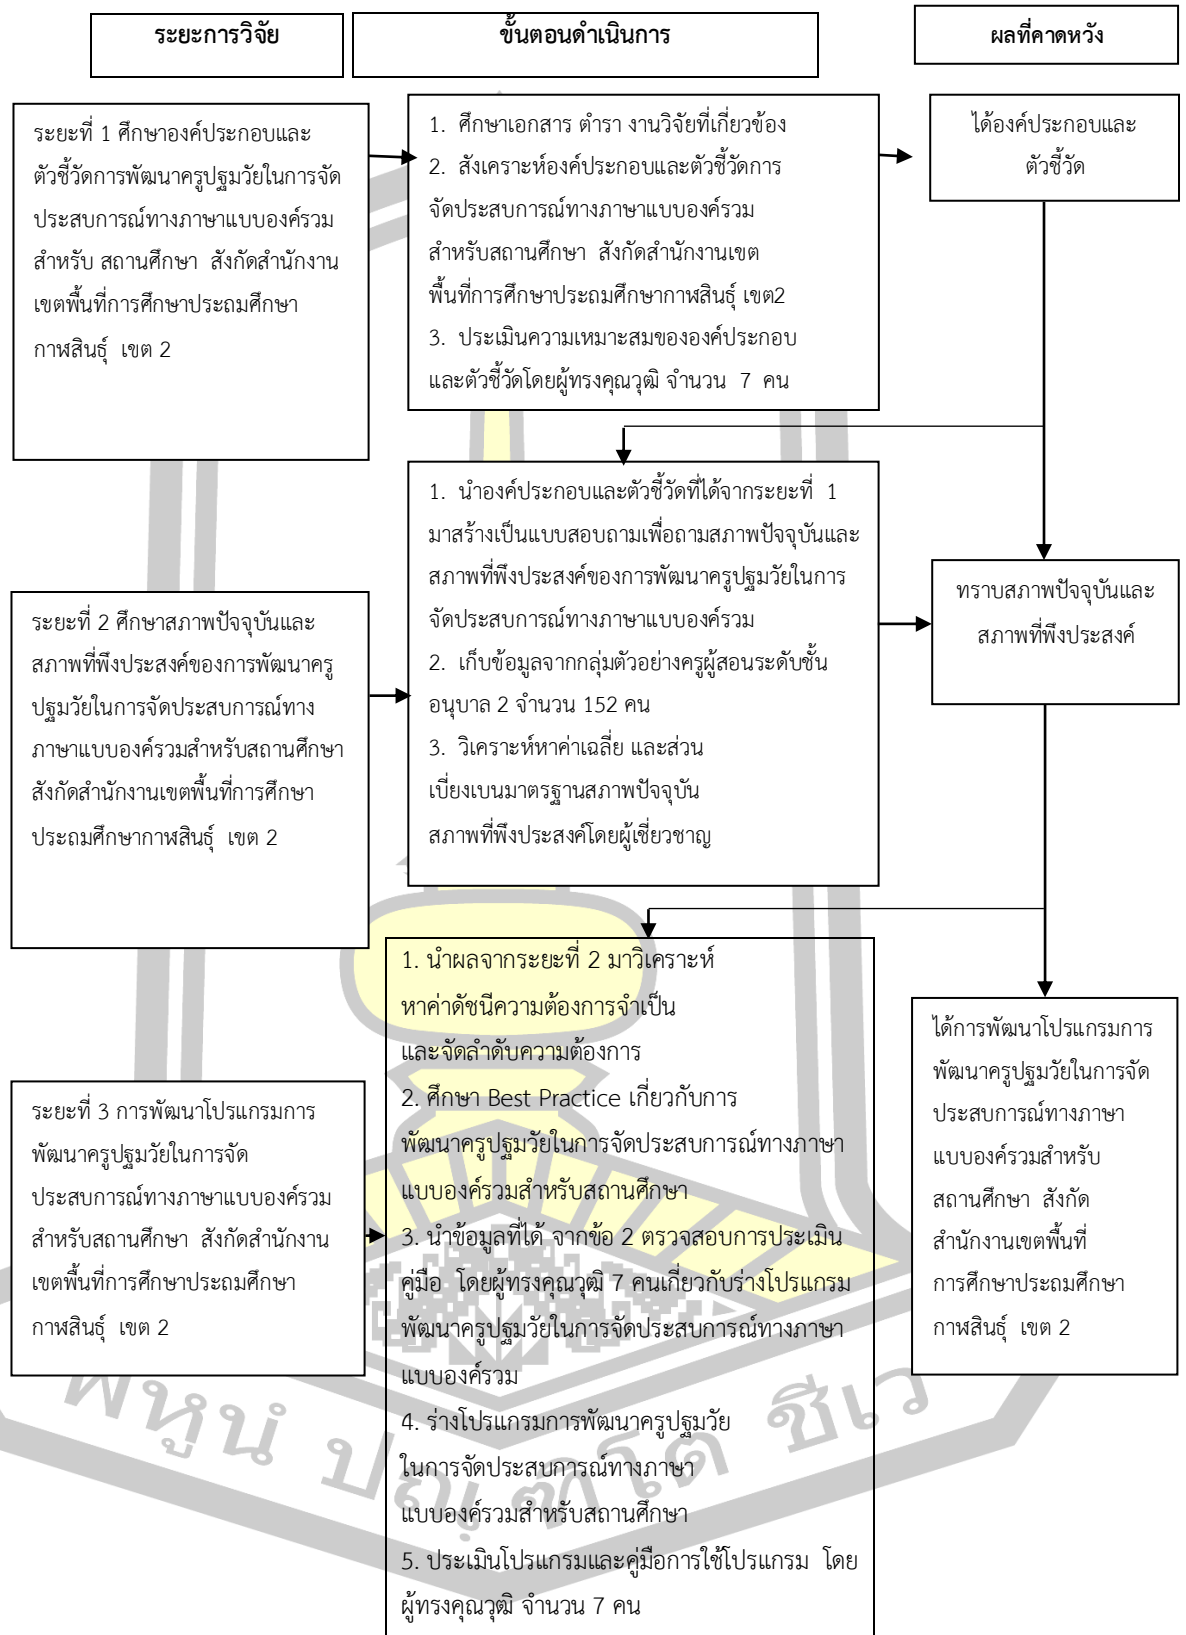 ระยะการวิจัย
ขั้นตอนดำเนินการ
ผลที่คาดหวัง
ระยะที่ 1 ศึกษาองค์ประกอบและ
ตัวชี้วัดการพัฒนาครูปฐมวัยในการจัด
ประสบการณ์ทางภาษาแบบองค์รวม
สำหรับ สถานศึกษา สังกัดสำนักงาน
เขตพื้นที่การศึกษาประถมศึกษา
กาฬสินธุ์ เขต 2
1. ศึกษาเอกสาร ตำรา งานวิจัยที่เกี่ยวข้อง
2. สังเคราะห์องค์ประกอบและตัวชี้วัดการ
จัดประสบการณ์ทางภาษาแบบองค์รวม
สำหรับสถานศึกษา สังกัดสำนักงานเขต
พื้นที่การศึกษาประถมศึกษากาฬสินธุ์ เขต2
3. ประเมินความเหมาะสมขององค์ประกอบ
และตัวชี้วัดโดยผู้ทรงคุณวุฒิ จำนวน 7 คน
ได้องค์ประกอบและ
ตัวชี้วัด
ระยะที่ 2 ศึกษาสภาพปัจจุบันและ
สภาพที่พึงประสงค์ของการพัฒนาครู
ปฐมวัยในการจัดประสบการณ์ทาง
ภาษาแบบองค์รวมสำหรับสถานศึกษา
สังกัดสำนักงานเขตพื้นที่การศึกษา
ประถมศึกษากาฬสินธุ์ เขต 2
1. นำองค์ประกอบและตัวชี้วัดที่ได้จากระยะที่ 1
มาสร้างเป็นแบบสอบถามเพื่อถามสภาพปัจจุบันและ
สภาพที่พึงประสงค์ของการพัฒนาครูปฐมวัยในการ
จัดประสบการณ์ทางภาษาแบบองค์รวม
2. เก็บข้อมูลจากกลุ่มตัวอย่างครูผู้สอนระดับชั้น
อนุบาล 2 จำนวน 152 คน
3. วิเคราะห์หาค่าเฉลี่ย และส่วน
เบี่ยงเบนมาตรฐานสภาพปัจจุบัน
สภาพที่พึงประสงค์โดยผู้เชี่ยวชาญ
ทราบสภาพปัจจุบันและ
สภาพที่พึงประสงค์
ระยะที่ 3 การพัฒนาโปรแกรมการ
พัฒนาครูปฐมวัยในการจัด
ประสบการณ์ทางภาษาแบบองค์รวม
สำหรับสถานศึกษา สังกัดสำนักงาน
เขตพื้นที่การศึกษาประถมศึกษา
กาฬสินธุ์ เขต 2
1. นำผลจากระยะที่ 2 มาวิเคราะห์
หาค่าดัชนีความต้องการจำเป็น
และจัดลำดับความต้องการ
2. ศึกษา Best Practice เกี่ยวกับการ
พัฒนาครูปฐมวัยในการจัดประสบการณ์ทางภาษา
แบบองค์รวมสำหรับสถานศึกษา
3. นำข้อมูลที่ได้ จากข้อ 2 ตรวจสอบการประเมิน
คู่มือ โดยผู้ทรงคุณวุฒิ 7 คนเกี่ยวกับร่างโปรแกรม
พัฒนาครูปฐมวัยในการจัดประสบการณ์ทางภาษา
แบบองค์รวม
4. ร่างโปรแกรมการพัฒนาครูปฐมวัย
ในการจัดประสบการณ์ทางภาษา
แบบองค์รวมสำหรับสถานศึกษา
5. ประเมินโปรแกรมและคู่มือการใช้โปรแกรม โดย
ผู้ทรงคุณวุฒิ จำนวน 7 คน
ได้การพัฒนาโปรแกรมการ
พัฒนาครูปฐมวัยในการจัด
ประสบการณ์ทางภาษา
แบบองค์รวมสำหรับ
สถานศึกษา สังกัด
สำนักงานเขตพื้นที่
การศึกษาประถมศึกษา
กาฬสินธุ์ เขต 2
พหูนํ ปณฺฑิโต ชีเว